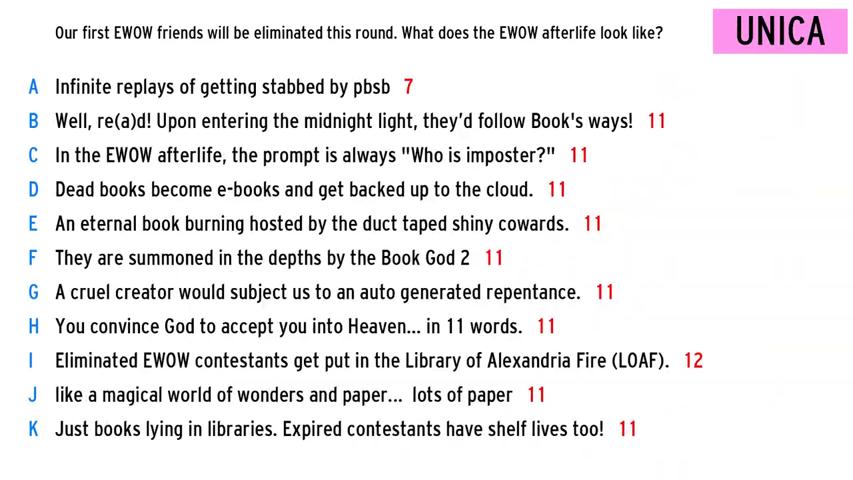 Our first EWOW friends will be eliminated this round. What does the EWOW afterlife look like?
UNICA
A Infinite replays of getting stabbed by pbsb 7
B Well, re(a)d! Upon entering the midnight light, they'd follow Book's ways! 11
C In the EWOW afterlife, the prompt is always "Who is imposter?" 11
D Dead books become e-books and get backed up to the cloud. 11
E An eternal book burning hosted by the duct taped shiny cowards. 11
F They are summoned in the depths by the Book God 2 11
G A cruel creator would subject us to an auto generated repentance. 11
H You convince God to accept you into Heaven... in 11 words. 11
I Eliminated EWOW contestants get put in the Library of Alexandria Fire (LOAF). 12
J like a magical world of wonders and paper... lots of paper 11
K Just books lying in libraries. Expired contestants have shelf lives too! 11